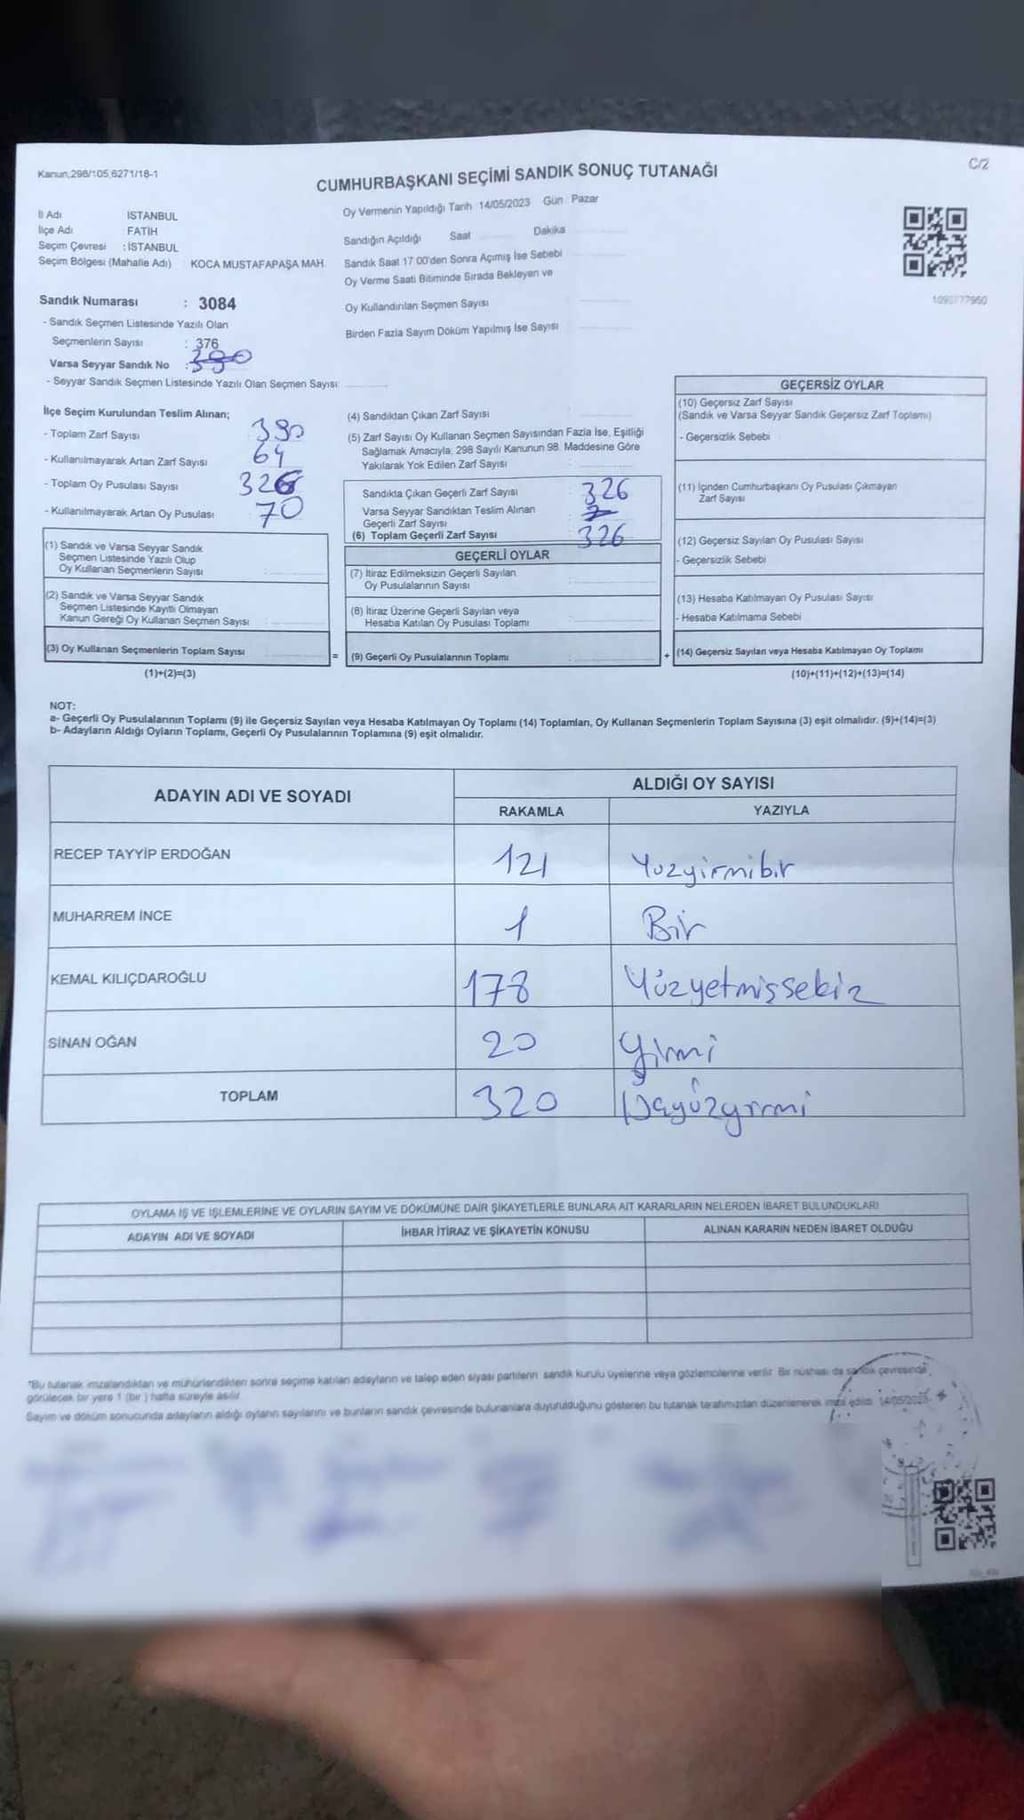 Kanun,298/105,6271/18-1
C/2
CUMHURBAŞKANI SEÇİMİ SANDIK SONUÇ TUTANAĞI
İl Adı İSTANBUL
İlçe Adı FATİH
Seçim Çevresi : İSTANBUL
Seçim Bölgesi (Mahalle Adı) KOCA MUSTAFAPAŞA MAH.
Sandık Numarası : 3084
- Sandık Seçmen Listesinde Yazılı Olan
Seçmenlerin Sayısı : 376
Varsa Seyyar Sandık No :
- Seyyar Sandık Seçmen Listesinde Yazılı Olan Seçmen Sayısı:
Oy Vermenin Yapıldığı Tarih 14/05/2023 Gün Pazar
Sandığın Açıldığı Saat Dakika
Sandık Saat 17:00'den Sonra Açımış İse Sebebi
Oy Verme Saati Bitiminde Sırada Bekleyen ve
Oy Kullandırılan Seçmen Sayısı
Birden Fazla Sayım Döküm Yapılmış İse Sayısı
İlçe Seçim Kurulundan Teslim Alınan;
- Toplam Zarf Sayısı 390
- Kullanılmayarak Artan Zarf Sayısı 64
- Toplam Oy Pusulası Sayısı 326
- Kullanılmayarak Artan Oy Pusulası 70
(1) Sandık ve Varsa Seyyar Sandık
Seçmen Listesinde Yazılı Olup
Oy Kullanan Seçmenlerin Sayısı
(2) Sandık ve Varsa Seyyar Sandık
Seçmen Listesinde Kayıtlı Olmayan
Kanun Gereği Oy Kullanan Seçmen Sayısı
(3) Oy Kullanan Seçmenlerin Toplam Sayısı
(1)+(2)=(3)
(4) Sandıktan Çıkan Zarf Sayısı
(5) Zarf Sayısı Oy Kullanan Seçmen Sayısından Fazla İse, Eşitliği
Sağlamak Amacıyla, 298 Sayılı Kanunun 98. Maddesine Göre
Yakılarak Yok Edilen Zarf Sayısı
Sandıkta Çıkan Geçerli Zarf Sayısı 326
Varsa Seyyar Sandıktan Teslim Alınan
Geçerli Zarf Sayısı
(6) Toplam Geçerli Zarf Sayısı 326
GEÇERLİ OYLAR
(7) İtiraz Edilmeksizin Geçerli Sayılan
Oy Pusulalarının Sayısı
(8) İtiraz Üzerine Geçerli Sayılan veya
Hesaba Katılan Oy Pusulası Toplamı
= (9) Geçerli Oy Pusulalarının Toplamı
GEÇERSİZ OYLAR
(10) Geçersiz Zarf Sayısı
(Sandık ve Varsa Seyyar Sandık Geçersiz Zarf Toplamı)
- Geçersizlik Sebebi
(11) İçinden Cumhurbaşkanı Oy Pusulası Çıkmayan
Zarf Sayısı
(12) Geçersiz Sayılan Oy Pusulası Sayısı
- Geçersizlik Sebebi
(13) Hesaba Katılmayan Oy Pusulası Sayısı
- Hesaba Katılmama Sebebi
+ (14) Geçersiz Sayılan veya Hesaba Katılmayan Oy Toplamı
(10)+(11)+(12)+(13)=(14)
NOT:
a- Geçerli Oy Pusulalarının Toplamı (9) ile Geçersiz Sayılan veya Hesaba Katılmayan Oy Toplamı (14) Toplamları, Oy Kullanan Seçmenlerin Toplam Sayısına (3) eşit olmalıdır. (9)+(14)=(3)
b- Adayların Aldığı Oyların Toplamı, Geçerli Oy Pusulalarının Toplamına (9) eşit olmalıdır.
ADAYIN ADI VE SOYADI ALDIĞI OY SAYISI
RAKAMLA YAZIYLA
RECEP TAYYİP ERDOĞAN 121 Yüzyirmibir
MUHARREM İNCE 1 Bir
KEMAL KILIÇDAROĞLU 178 Yüzyetmişsekiz
SİNAN OĞAN 20 Yirmi
TOPLAM 320 Üçyüzyirmi
OYLAMA İŞ VE İŞLEMLERİNE VE OYLARIN SAYIM VE DÖKÜMÜNE DAİR ŞİKAYETLERLE BUNLARA AİT KARARLARIN NELERDEN İBARET BULUNDUKLARI
ADAYIN ADI VE SOYADI İHBAR İTİRAZ VE ŞİKAYETİN KONUSU ALINAN KARARIN NEDEN İBARET OLDUĞU
"Bu tutanak imzalandıktan ve mühürlendikten sonra seçime katılan adayların ve talep eden siyasi partilerin sandık kurulu üyelerine veya gözlemcilerine verilir. Bir nüshası da sandık çevresinde
görülecek bir yere 1 (bir) hafta süreyle asılır.
Sayım ve döküm sonucunda adayların aldığı oyların sayılarını ve bunların sandık çevresinde bulunanlara duyurulduğunu gösteren bu tutanak tarafımızdan düzenlenerek imza edildi. 14/05/2023